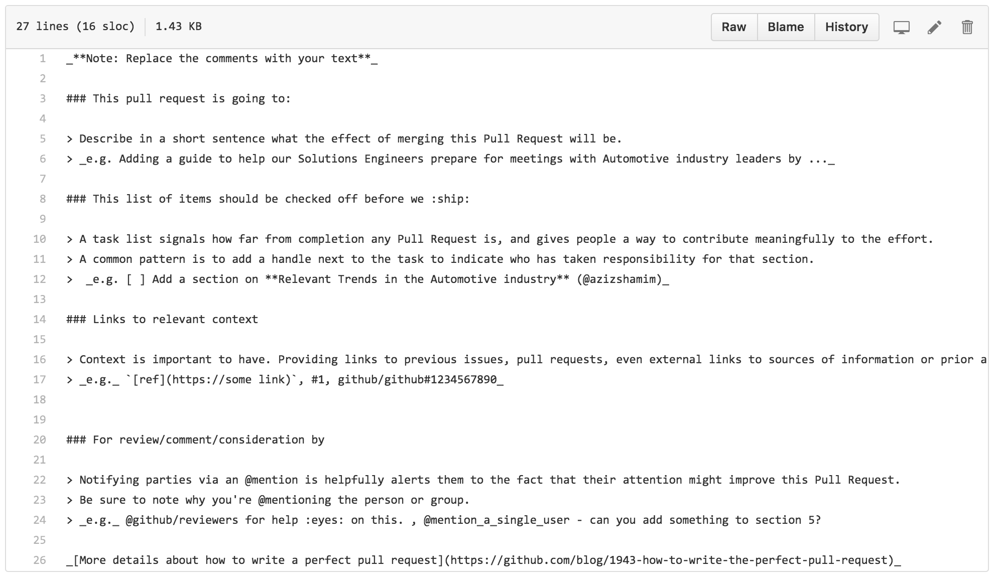 27 lines (16 sloc) 1.43 KB Raw Blame History
1 _**Note: Replace the comments with your text**_
2
3 ### This pull request is going to:
4
5 > Describe in a short sentence what the effect of merging this Pull Request will be.
6 > _e.g. Adding a guide to help our Solutions Engineers prepare for meetings with Automotive industry leaders by ..._
7
8 ### This list of items should be checked off before we :ship:
9
10 > A task list signals how far from completion any Pull Request is, and gives people a way to contribute meaningfully to the effort.
11 > A common pattern is to add a handle next to the task to indicate who has taken responsibility for that section.
12 >  _e.g. [ ] Add a section on **Relevant Trends in the Automotive industry** (@azizshamim)_
13
14 ### Links to relevant context
15
16 > Context is important to have. Providing links to previous issues, pull requests, even external links to sources of information or prior a
17 > _e.g._ `[ref](https://some link)`, #1, github/github#1234567890_
18
19
20 ### For review/comment/consideration by
21
22 > Notifying parties via an @mention is helpfully alerts them to the fact that their attention might improve this Pull Request.
23 > Be sure to note why you're @mentioning the person or group.
24 > _e.g._ @github/reviewers for help :eyes: on this. , @mention_a_single_user - can you add something to section 5?
25
26 _[More details about how to write a perfect pull request](https://github.com/blog/1943-how-to-write-the-perfect-pull-request)_